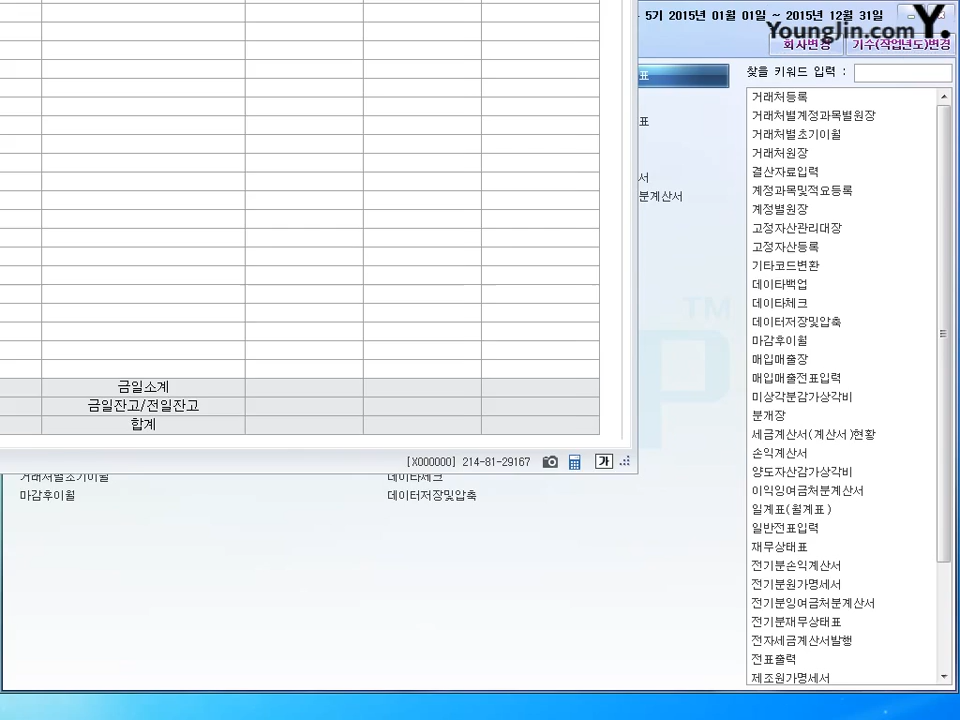 5기 2015년 01월 01일 ~ 2015년 12월 31일
YoungJin.com Y.
회사변경
기수(작업년도)변경
표
찾을 키워드 입력 :
표
서
분계산서
거래처등록
거래처별계정과목별원장
거래처별초기이월
거래처원장
결산자료입력
계정과목및적요등록
계정별원장
고정자산관리대장
고정자산등록
기타코드변환
데이타백업
데이타체크
데이터저장및압축
마감후이월
매입매출장
매입매출전표입력
미상각분감가상각비
분개장
세금계산서(계산서)현황
손익계산서
양도자산감가상각비
이익잉여금처분계산서
일계표(월계표)
일반전표입력
재무상태표
전기분손익계산서
전기분원가명세서
전기분잉여금처분계산서
전기분재무상태표
전자세금계산서발행
전표출력
제조원가명세서
TM
P
금일소계
금일잔고/전일잔고
합계
[X000000] 214-81-29167
가
거래처별초기이월
데이타체크
마감후이월
데이터저장및압축